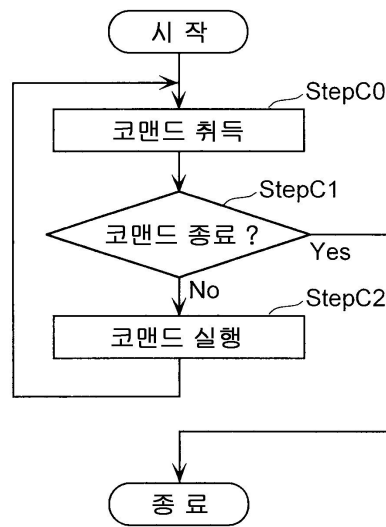 시 작
StepC0
코맨드 취득
StepC1
코맨드 종료 ?
Yes
No
StepC2
코맨드 실행
종 료